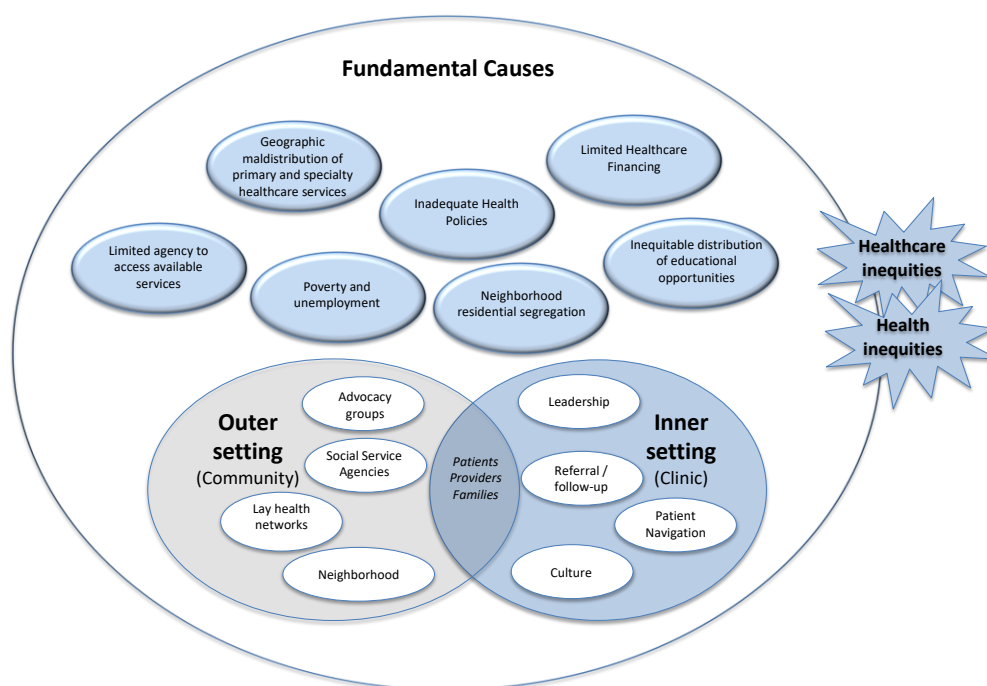 Fundamental Causes
Geographic
maldistribution of
primary and specialty
healthcare services
Limited Healthcare
Financing
Inadequate Health
Policies
Limited agency to
access available
services
Inequitable distribution
of educational
opportunities
Poverty and
unemployment
Neighborhood
residential segregation
Healthcare
inequities
Health
inequities
Outer
setting
(Community)
Advocacy
groups
Social Service
Agencies
Lay health
networks
Neighborhood
Patients
Providers
Families
Inner
setting
(Clinic)
Leadership
Referral /
follow-up
Patient
Navigation
Culture